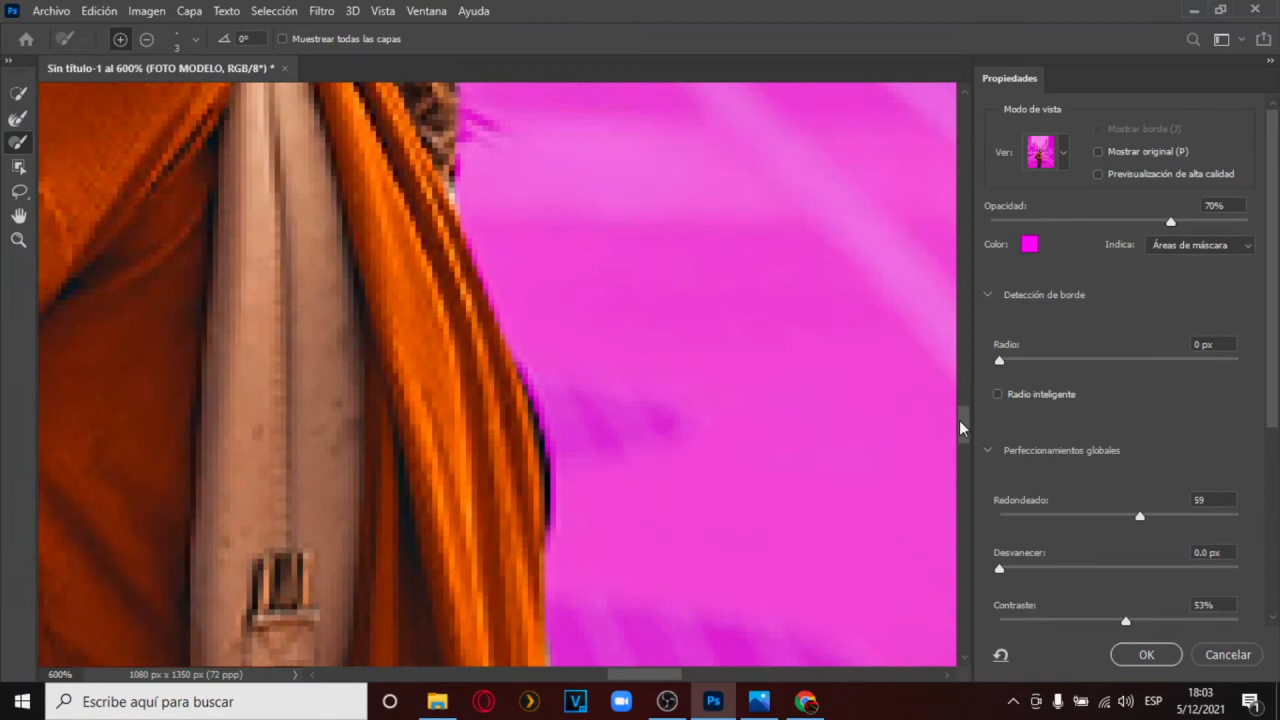 Ps Archivo Edición Imagen Capa Texto Selección Filtro 3D Vista Ventana Ayuda
3 0° Muestrear todas las capas
Sin título-1 al 600% (FOTO MODELO, RGB/8*) *
Propiedades
Modo de vista
Mostrar borde (J)
Ver: Mostrar original (P)
Previsualización de alta calidad
Opacidad: 70%
Color: Indica: Áreas de máscara
Detección de borde
Radio: 0 px
Radio inteligente
Perfeccionamientos globales
Redondeado: 59
Desvanecer: 0.0 px
Contraste: 53%
OK Cancelar
600% 1080 px x 1350 px (72 ppp)
Escribe aquí para buscar
Ps
ESP
18:03
5/12/2021
1